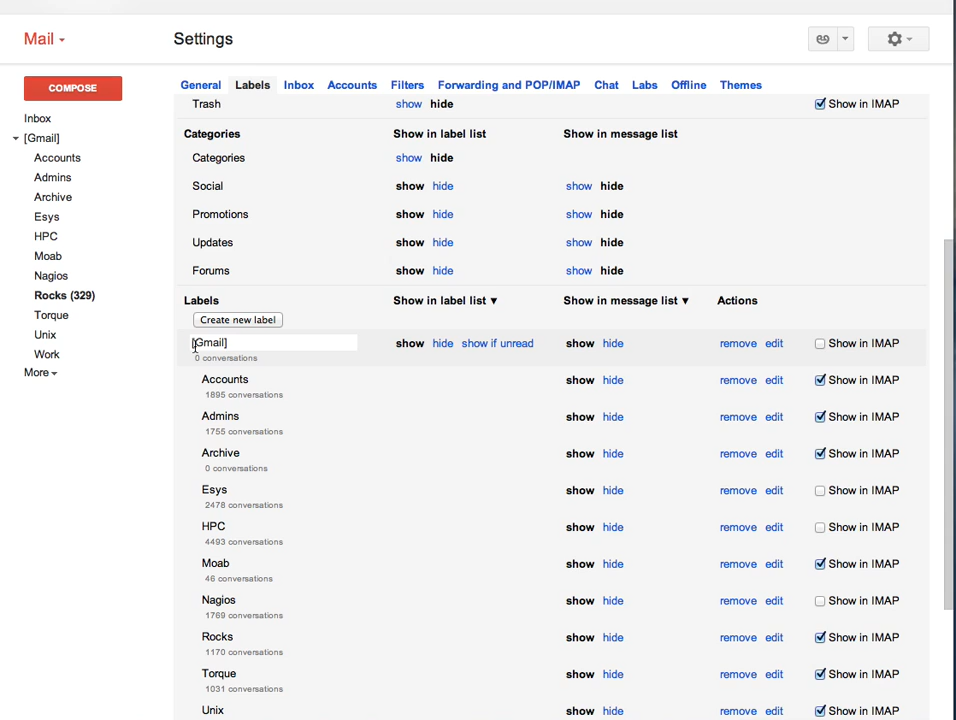 Mail
Settings
COMPOSE
General Labels Inbox Accounts Filters Forwarding and POP/IMAP Chat Labs Offline Themes
Inbox
[Gmail]
Accounts
Admins
Archive
Esys
HPC
Moab
Nagios
Rocks (329)
Torque
Unix
Work
More
Trash show hide Show in IMAP
Categories Show in label list Show in message list
Categories show hide
Social show hide show hide
Promotions show hide show hide
Updates show hide show hide
Forums show hide show hide
Labels Show in label list ▼ Show in message list ▼ Actions
Create new label
[Gmail] show hide show if unread show hide remove edit Show in IMAP
0 conversations
Accounts show hide remove edit Show in IMAP
1895 conversations
Admins show hide remove edit Show in IMAP
1755 conversations
Archive show hide remove edit Show in IMAP
0 conversations
Esys show hide remove edit Show in IMAP
2478 conversations
HPC show hide remove edit Show in IMAP
4493 conversations
Moab show hide remove edit Show in IMAP
46 conversations
Nagios show hide remove edit Show in IMAP
1769 conversations
Rocks show hide remove edit Show in IMAP
1170 conversations
Torque show hide remove edit Show in IMAP
1031 conversations
Unix show hide remove edit Show in IMAP